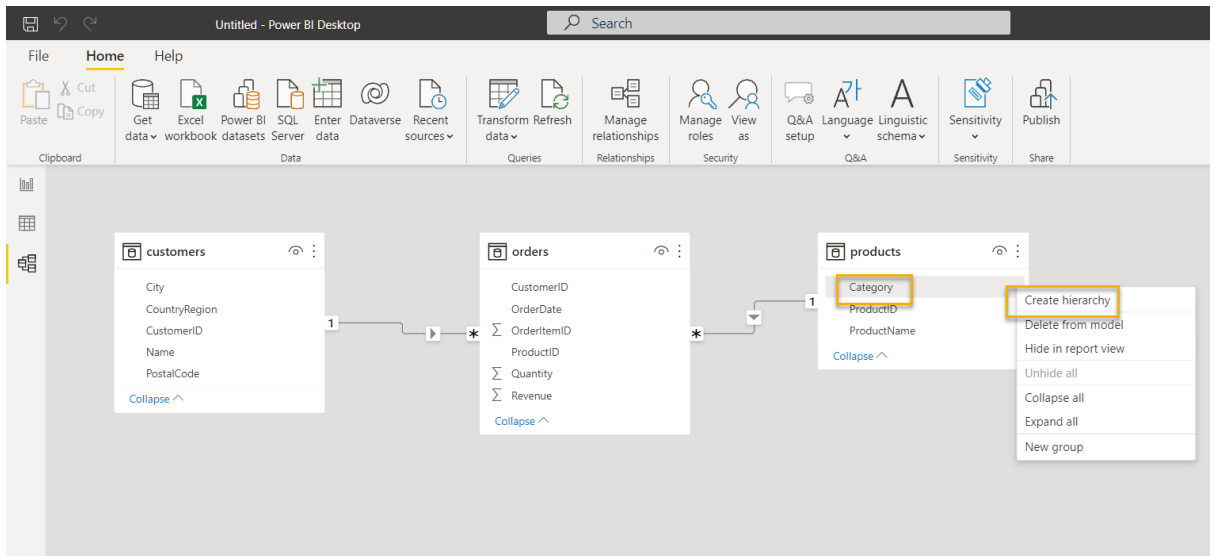 Untitled - Power BI Desktop
Search
File Home Help
Paste
Cut
Copy
Get data
Excel workbook
Power BI datasets
SQL Server
Enter data
Dataverse
Recent sources
Transform data
Refresh
Manage relationships
Manage roles
View as
Q&A setup
Language
Linguistic schema
Sensitivity
Publish
Clipboard
Data
Queries
Relationships
Security
Q&A
Sensitivity
Share
customers
City
CountryRegion
CustomerID
Name
PostalCode
Collapse
1
*
orders
CustomerID
OrderDate
∑ OrderItemID
ProductID
∑ Quantity
∑ Revenue
Collapse
*
1
products
Category
ProductID
ProductName
Collapse
Create hierarchy
Delete from model
Hide in report view
Unhide all
Collapse all
Expand all
New group